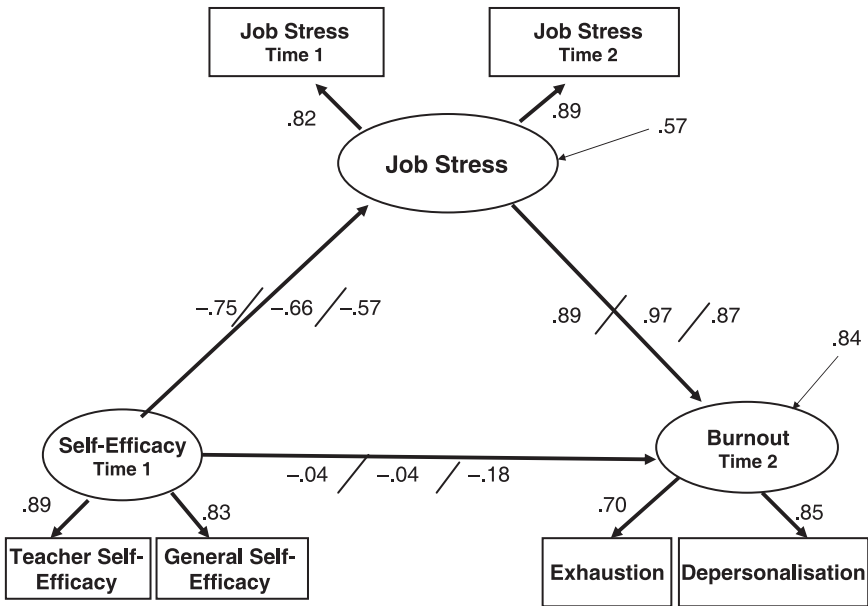 Job Stress
Time 1
Job Stress
Time 2
.82
.89
.57
Job Stress
−.75 / −.66 / −.57
.89 / .97 / .87
.84
Self-Efficacy
Time 1
Burnout
Time 2
−.04 / −.04 / −.18
.89
.83
.70
.85
Teacher Self-
Efficacy
General Self-
Efficacy
Exhaustion
Depersonalisation